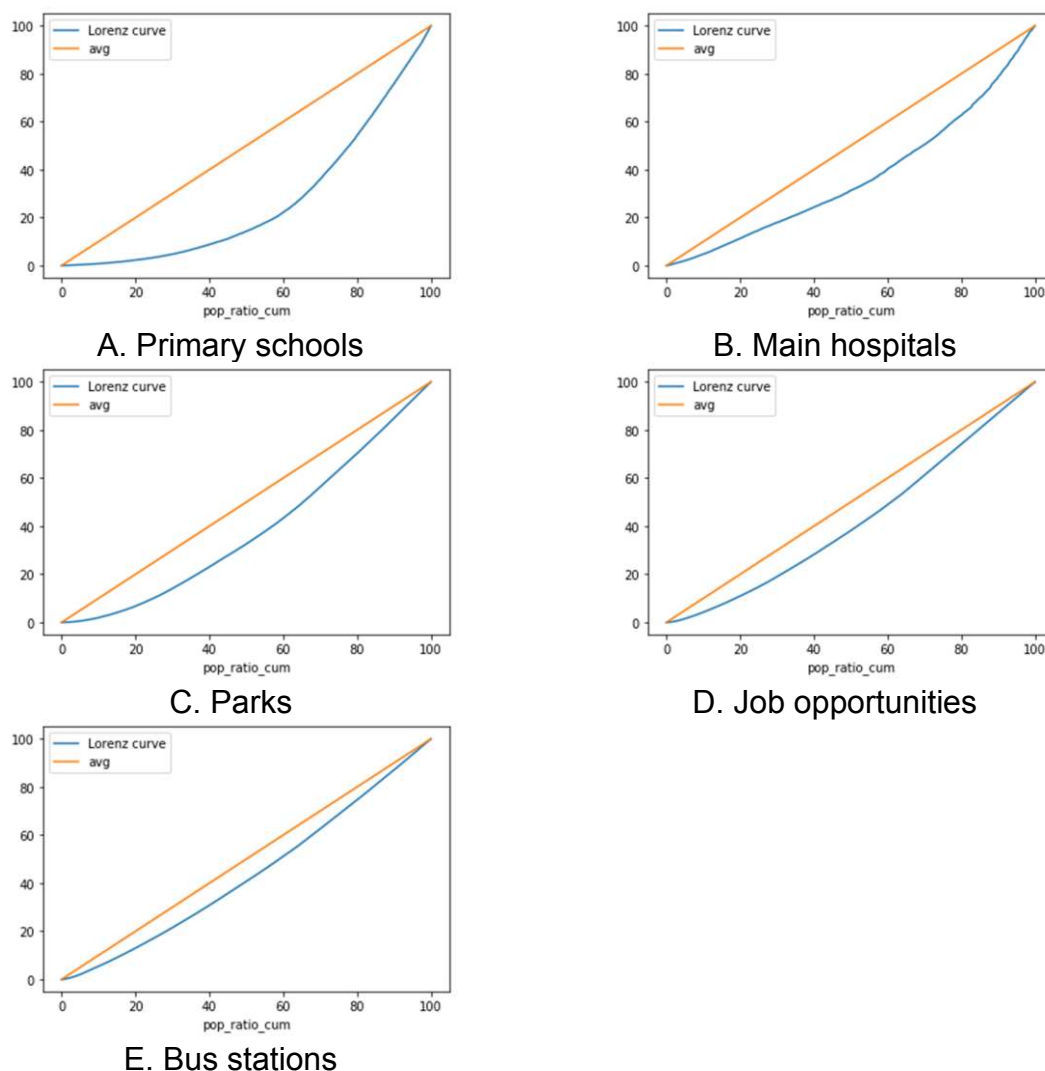 100
80
60
40
20
0
Lorenz curve
avg
0 20 40 60 80 100
pop_ratio_cum
A. Primary schools
100
80
60
40
20
0
Lorenz curve
avg
0 20 40 60 80 100
pop_ratio_cum
B. Main hospitals
100
80
60
40
20
0
Lorenz curve
avg
0 20 40 60 80 100
pop_ratio_cum
C. Parks
100
80
60
40
20
0
Lorenz curve
avg
0 20 40 60 80 100
pop_ratio_cum
D. Job opportunities
100
80
60
40
20
0
Lorenz curve
avg
0 20 40 60 80 100
pop_ratio_cum
E. Bus stations